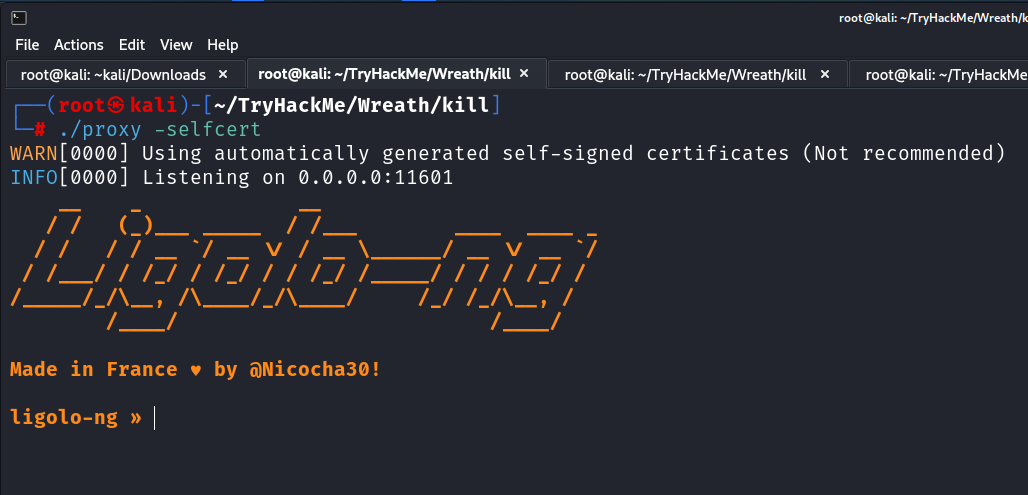 root@kali: ~/TryHackMe/Wreath/k
File Actions Edit View Help
root@kali: ~kali/Downloads × root@kali: ~/TryHackMe/Wreath/kill × root@kali: ~/TryHackMe/Wreath/kill × root@kali: ~/TryHackMe
┌──(root㉿kali)-[~/TryHackMe/Wreath/kill]
└─# ./proxy -selfcert
WARN[0000] Using automatically generated self-signed certificates (Not recommended)
INFO[0000] Listening on 0.0.0.0:11601
Ligolo-ng
Made in France ♥ by @Nicocha30!
ligolo-ng »